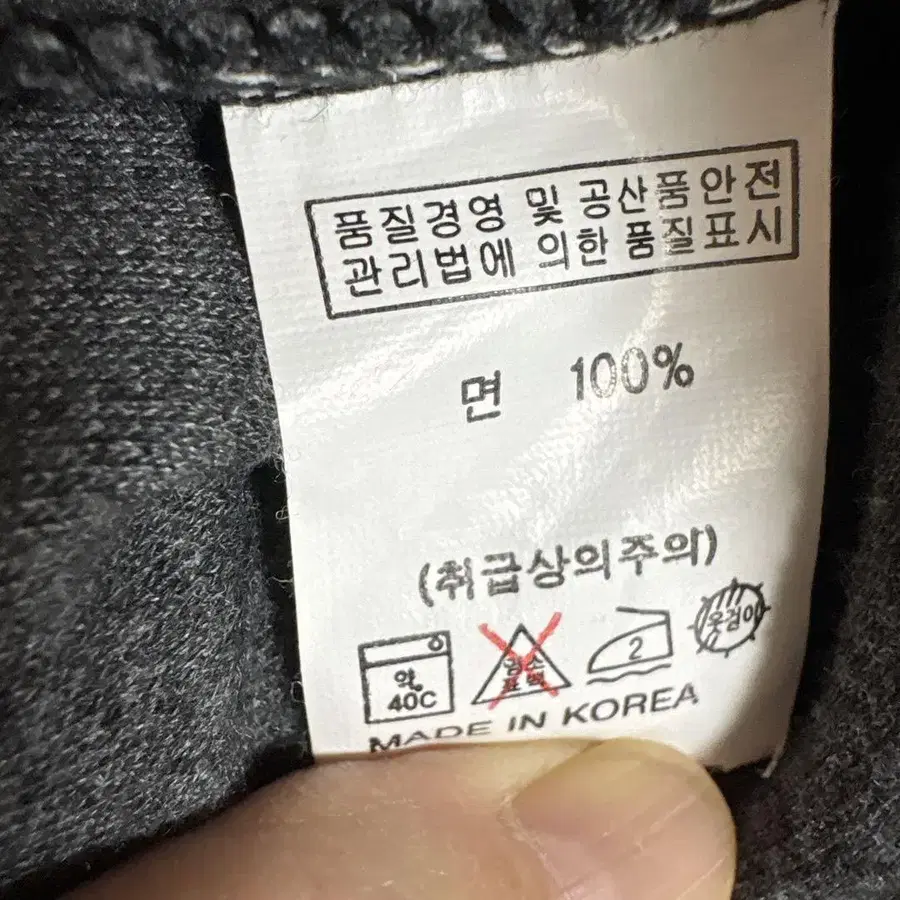 품질경영 및 공산품안전
관리법에 의한 품질표시
면 100%
(취급상의주의)
약
40C
염소
표백
2
옷걸이
MADE IN KOREA